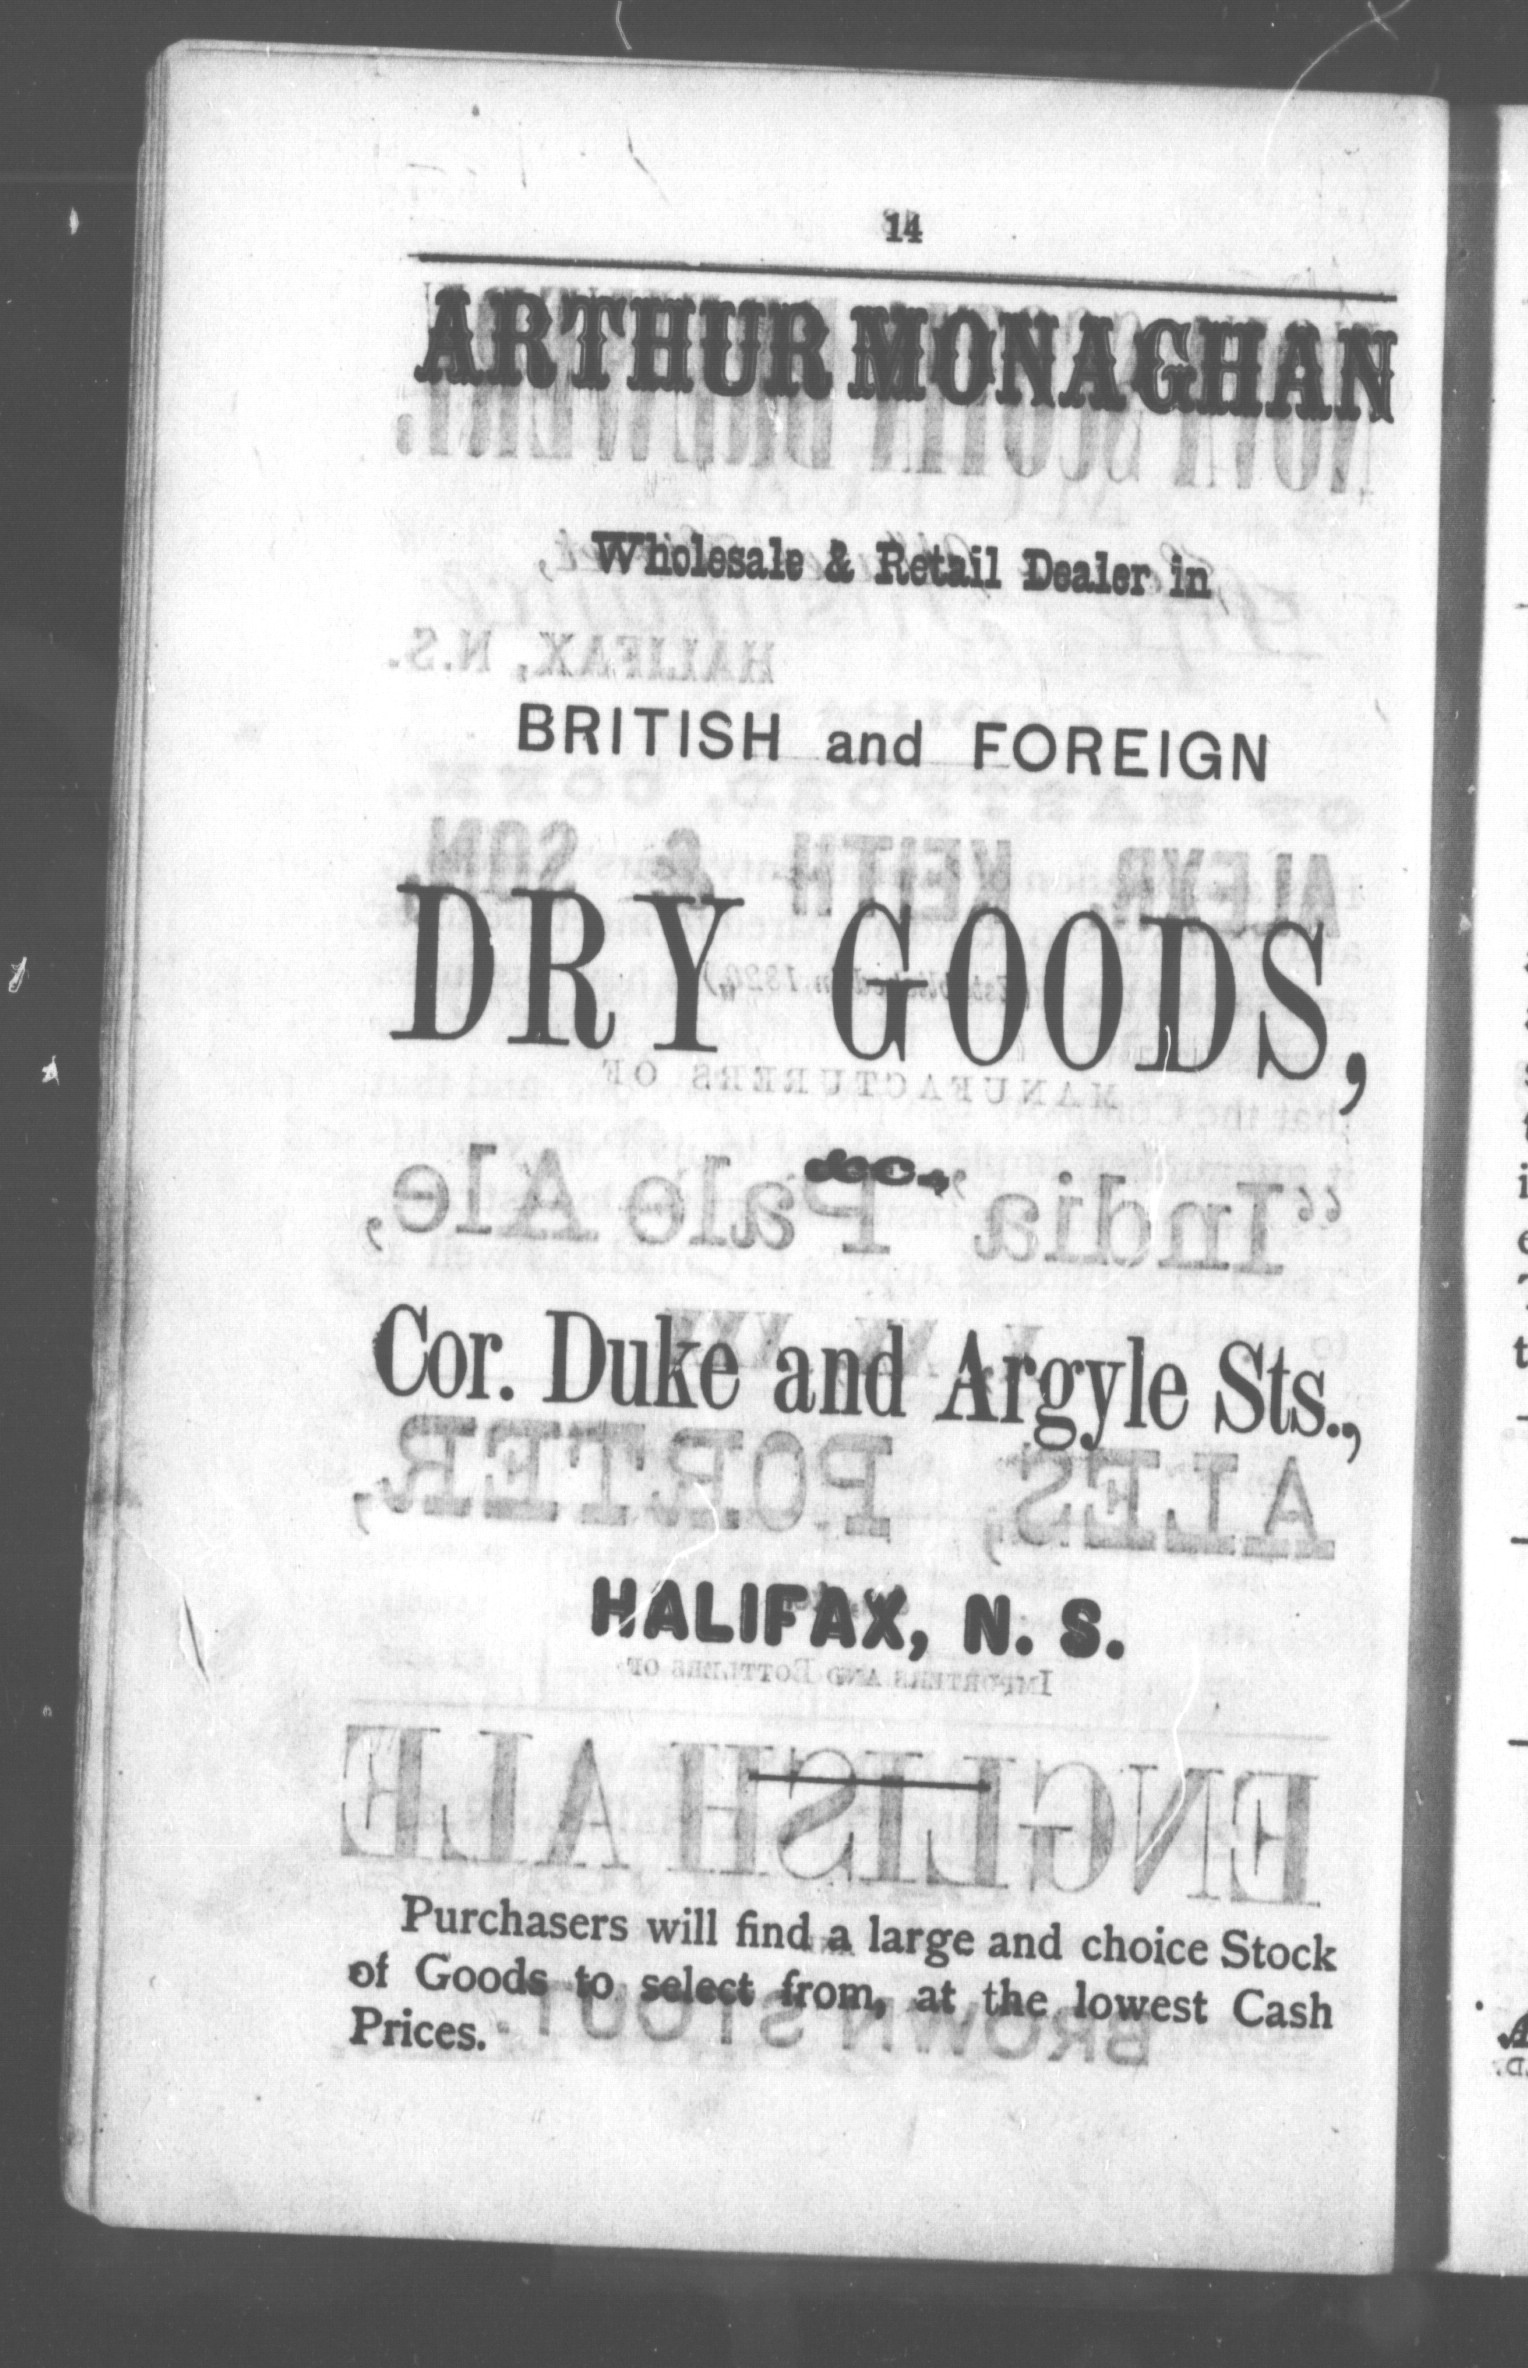 14
ARTHUR MONAGHAN
Wholesale & Retail Dealer in
BRITISH and FOREIGN
DRY GOODS,
&c.,
Cor. Duke and Argyle Sts.,
HALIFAX, N. S.
Purchasers will find a large and choice Stock
of Goods to select from, at the lowest Cash
Prices.